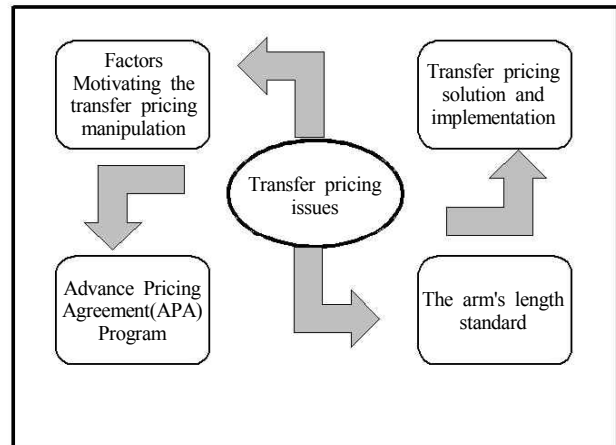 Factors
Motivating the
transfer pricing
manipulation
Transfer pricing
solution and
implementation
Transfer pricing
issues
Advance Pricing
Agreement(APA)
Program
The arm's length
standard